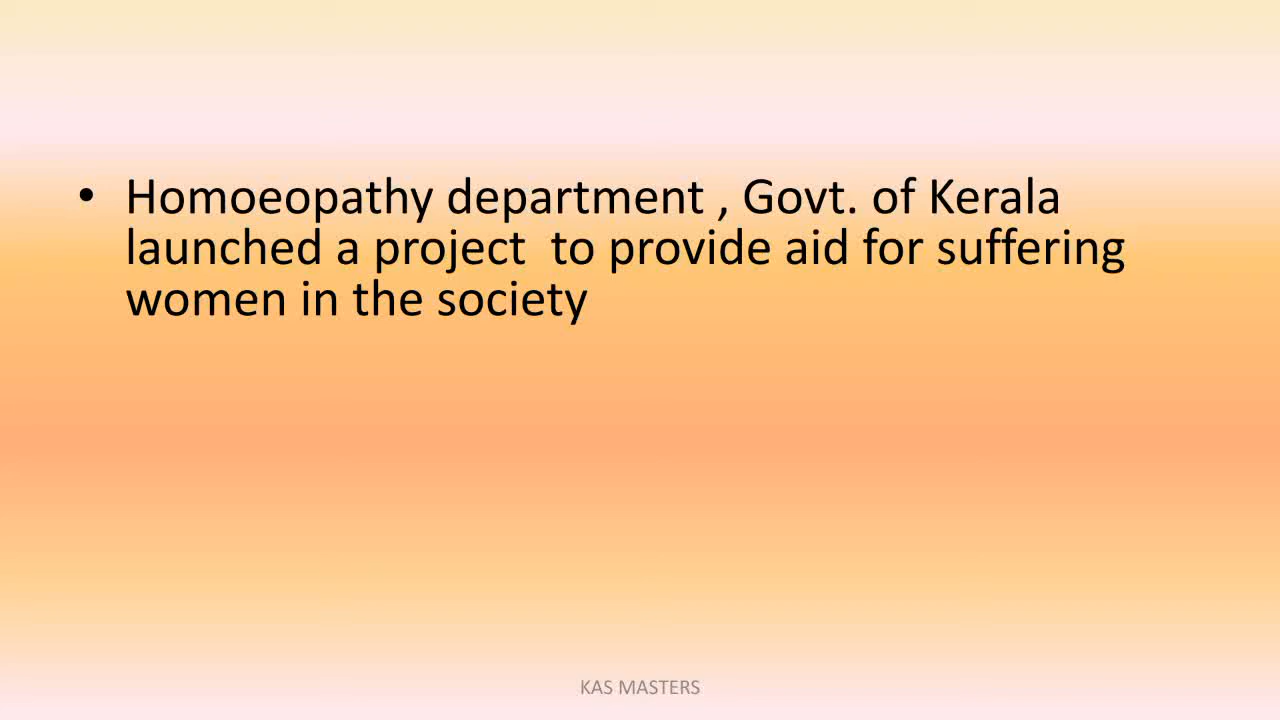 • Homoeopathy department , Govt. of Kerala
launched a project  to provide aid for suffering
women in the society
KAS MASTERS